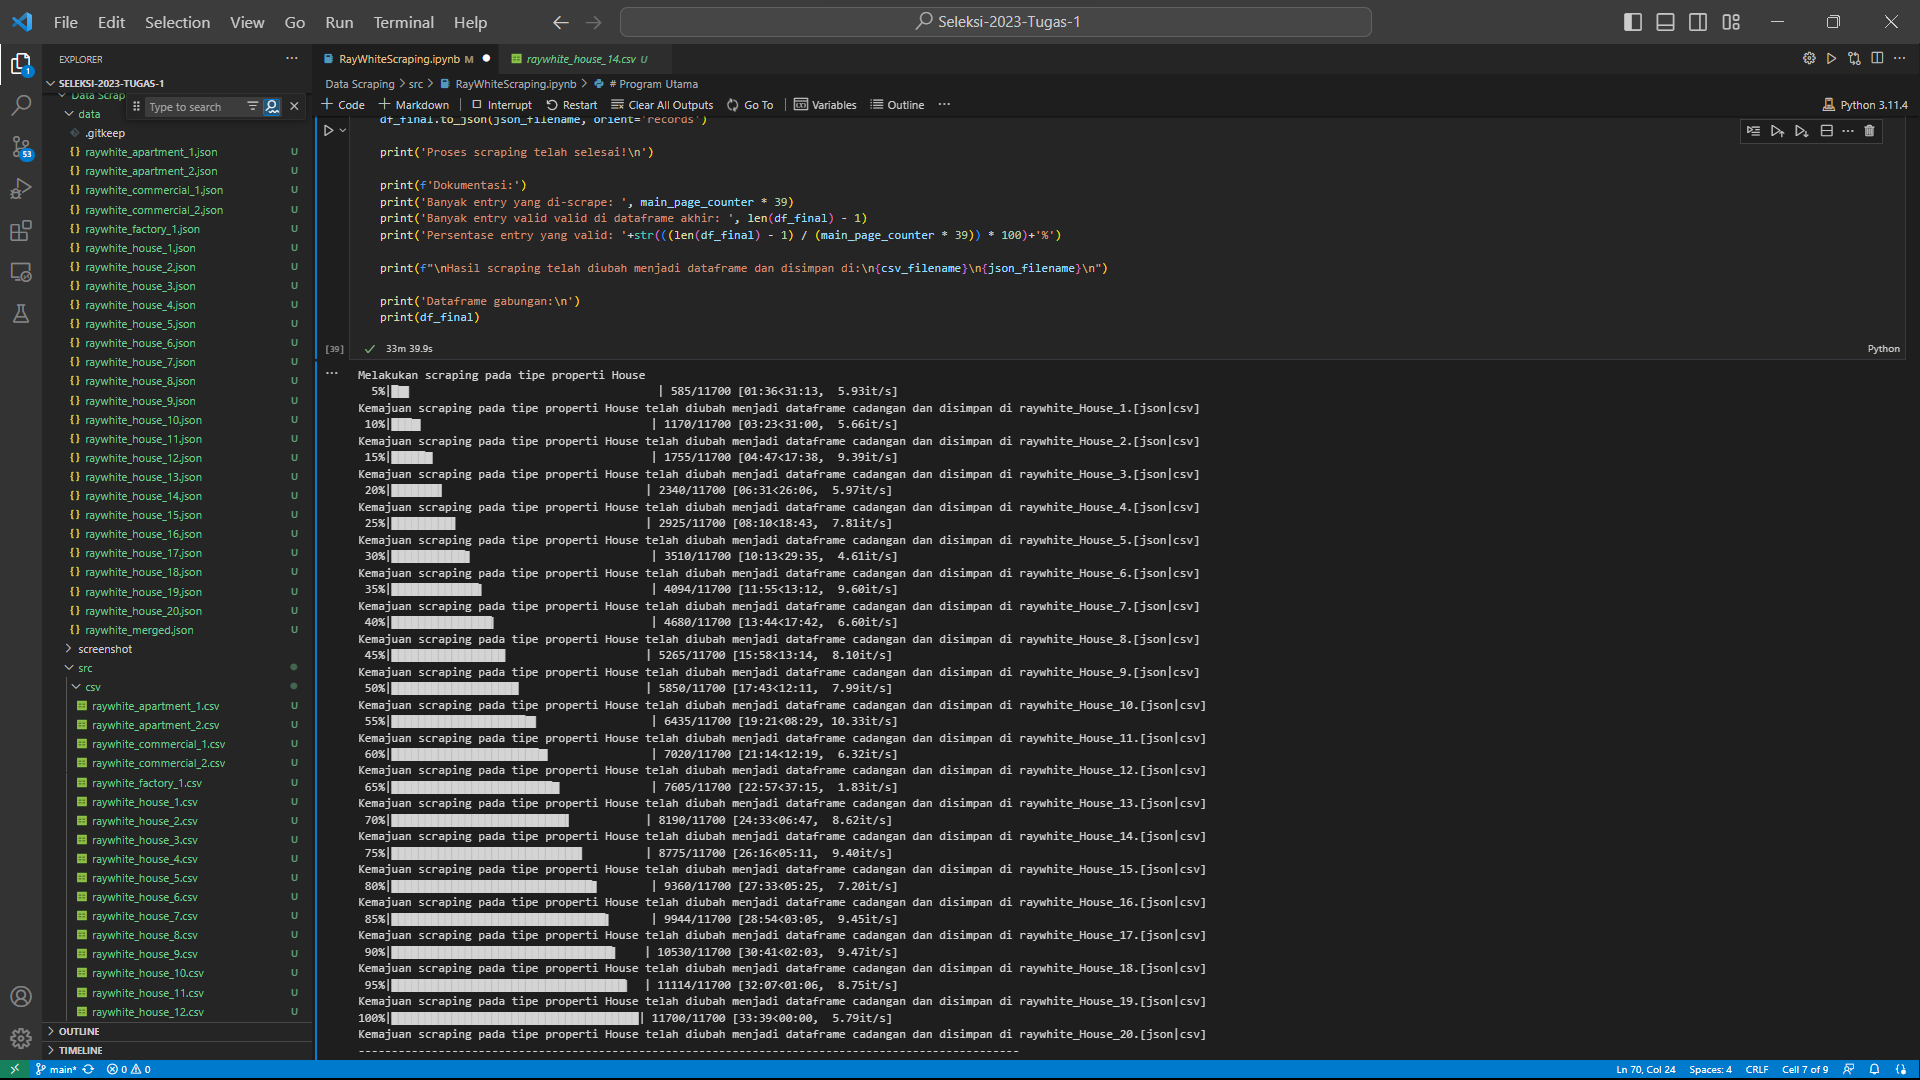 File Edit Selection View Go Run Terminal Help
Seleksi-2023-Tugas-1
EXPLORER
RayWhiteScraping.ipynb M
raywhite_house_14.csv U
SELEKSI-2023-TUGAS-1
Data Scraping > src > RayWhiteScraping.ipynb > # Program Utama
Data Scrap
Type to search
Code Markdown Interrupt Restart Clear All Outputs Go To Variables Outline
Python 3.11.4
data
.gitkeep
raywhite_apartment_1.json U
raywhite_apartment_2.json U
raywhite_commercial_1.json U
raywhite_commercial_2.json U
raywhite_factory_1.json U
raywhite_house_1.json U
raywhite_house_2.json U
raywhite_house_3.json U
raywhite_house_4.json U
raywhite_house_5.json U
raywhite_house_6.json U
raywhite_house_7.json U
raywhite_house_8.json U
raywhite_house_9.json U
raywhite_house_10.json U
raywhite_house_11.json U
raywhite_house_12.json U
raywhite_house_13.json U
raywhite_house_14.json U
raywhite_house_15.json U
raywhite_house_16.json U
raywhite_house_17.json U
raywhite_house_18.json U
raywhite_house_19.json U
raywhite_house_20.json U
raywhite_merged.json U
screenshot
src
csv
raywhite_apartment_1.csv U
raywhite_apartment_2.csv U
raywhite_commercial_1.csv U
raywhite_commercial_2.csv U
raywhite_factory_1.csv U
raywhite_house_1.csv U
raywhite_house_2.csv U
raywhite_house_3.csv U
raywhite_house_4.csv U
raywhite_house_5.csv U
raywhite_house_6.csv U
raywhite_house_7.csv U
raywhite_house_8.csv U
raywhite_house_9.csv U
raywhite_house_10.csv U
raywhite_house_11.csv U
raywhite_house_12.csv U
OUTLINE
TIMELINE
1
53
df_final.to_json(json_filename, orient='records')
print('Proses scraping telah selesai!\n')
print(f'Dokumentasi:')
print('Banyak entry yang di-scrape: ', main_page_counter * 39)
print('Banyak entry valid valid di dataframe akhir: ', len(df_final) - 1)
print('Persentase entry yang valid: '+str(((len(df_final) - 1) / (main_page_counter * 39)) * 100)+'%')
print(f"\nHasil scraping telah diubah menjadi dataframe dan disimpan di:\n{csv_filename}\n{json_filename}\n")
print('Dataframe gabungan:\n')
print(df_final)
[39] 33m 39.9s
Python
Melakukan scraping pada tipe properti House
5%| | 585/11700 [01:36<31:13, 5.93it/s]
Kemajuan scraping pada tipe properti House telah diubah menjadi dataframe cadangan dan disimpan di raywhite_House_1.[json|csv]
10%| | 1170/11700 [03:23<31:00, 5.66it/s]
Kemajuan scraping pada tipe properti House telah diubah menjadi dataframe cadangan dan disimpan di raywhite_House_2.[json|csv]
15%| | 1755/11700 [04:47<17:38, 9.39it/s]
Kemajuan scraping pada tipe properti House telah diubah menjadi dataframe cadangan dan disimpan di raywhite_House_3.[json|csv]
20%| | 2340/11700 [06:31<26:06, 5.97it/s]
Kemajuan scraping pada tipe properti House telah diubah menjadi dataframe cadangan dan disimpan di raywhite_House_4.[json|csv]
25%| | 2925/11700 [08:10<18:43, 7.81it/s]
Kemajuan scraping pada tipe properti House telah diubah menjadi dataframe cadangan dan disimpan di raywhite_House_5.[json|csv]
30%| | 3510/11700 [10:13<29:35, 4.61it/s]
Kemajuan scraping pada tipe properti House telah diubah menjadi dataframe cadangan dan disimpan di raywhite_House_6.[json|csv]
35%| | 4094/11700 [11:55<13:12, 9.60it/s]
Kemajuan scraping pada tipe properti House telah diubah menjadi dataframe cadangan dan disimpan di raywhite_House_7.[json|csv]
40%| | 4680/11700 [13:44<17:42, 6.60it/s]
Kemajuan scraping pada tipe properti House telah diubah menjadi dataframe cadangan dan disimpan di raywhite_House_8.[json|csv]
45%| | 5265/11700 [15:58<13:14, 8.10it/s]
Kemajuan scraping pada tipe properti House telah diubah menjadi dataframe cadangan dan disimpan di raywhite_House_9.[json|csv]
50%| | 5850/11700 [17:43<12:11, 7.99it/s]
Kemajuan scraping pada tipe properti House telah diubah menjadi dataframe cadangan dan disimpan di raywhite_House_10.[json|csv]
55%| | 6435/11700 [19:21<08:29, 10.33it/s]
Kemajuan scraping pada tipe properti House telah diubah menjadi dataframe cadangan dan disimpan di raywhite_House_11.[json|csv]
60%| | 7020/11700 [21:14<12:19, 6.32it/s]
Kemajuan scraping pada tipe properti House telah diubah menjadi dataframe cadangan dan disimpan di raywhite_House_12.[json|csv]
65%| | 7605/11700 [22:57<37:15, 1.83it/s]
Kemajuan scraping pada tipe properti House telah diubah menjadi dataframe cadangan dan disimpan di raywhite_House_13.[json|csv]
70%| | 8190/11700 [24:33<06:47, 8.62it/s]
Kemajuan scraping pada tipe properti House telah diubah menjadi dataframe cadangan dan disimpan di raywhite_House_14.[json|csv]
75%| | 8775/11700 [26:16<05:11, 9.40it/s]
Kemajuan scraping pada tipe properti House telah diubah menjadi dataframe cadangan dan disimpan di raywhite_House_15.[json|csv]
80%| | 9360/11700 [27:33<05:25, 7.20it/s]
Kemajuan scraping pada tipe properti House telah diubah menjadi dataframe cadangan dan disimpan di raywhite_House_16.[json|csv]
85%| | 9944/11700 [28:54<03:05, 9.45it/s]
Kemajuan scraping pada tipe properti House telah diubah menjadi dataframe cadangan dan disimpan di raywhite_House_17.[json|csv]
90%| | 10530/11700 [30:41<02:03, 9.47it/s]
Kemajuan scraping pada tipe properti House telah diubah menjadi dataframe cadangan dan disimpan di raywhite_House_18.[json|csv]
95%| | 11114/11700 [32:07<01:06, 8.75it/s]
Kemajuan scraping pada tipe properti House telah diubah menjadi dataframe cadangan dan disimpan di raywhite_House_19.[json|csv]
100%| | 11700/11700 [33:39<00:00, 5.79it/s]
Kemajuan scraping pada tipe properti House telah diubah menjadi dataframe cadangan dan disimpan di raywhite_House_20.[json|csv]
main* 0 0
Ln 70, Col 24 Spaces: 4 CRLF Cell 7 of 9